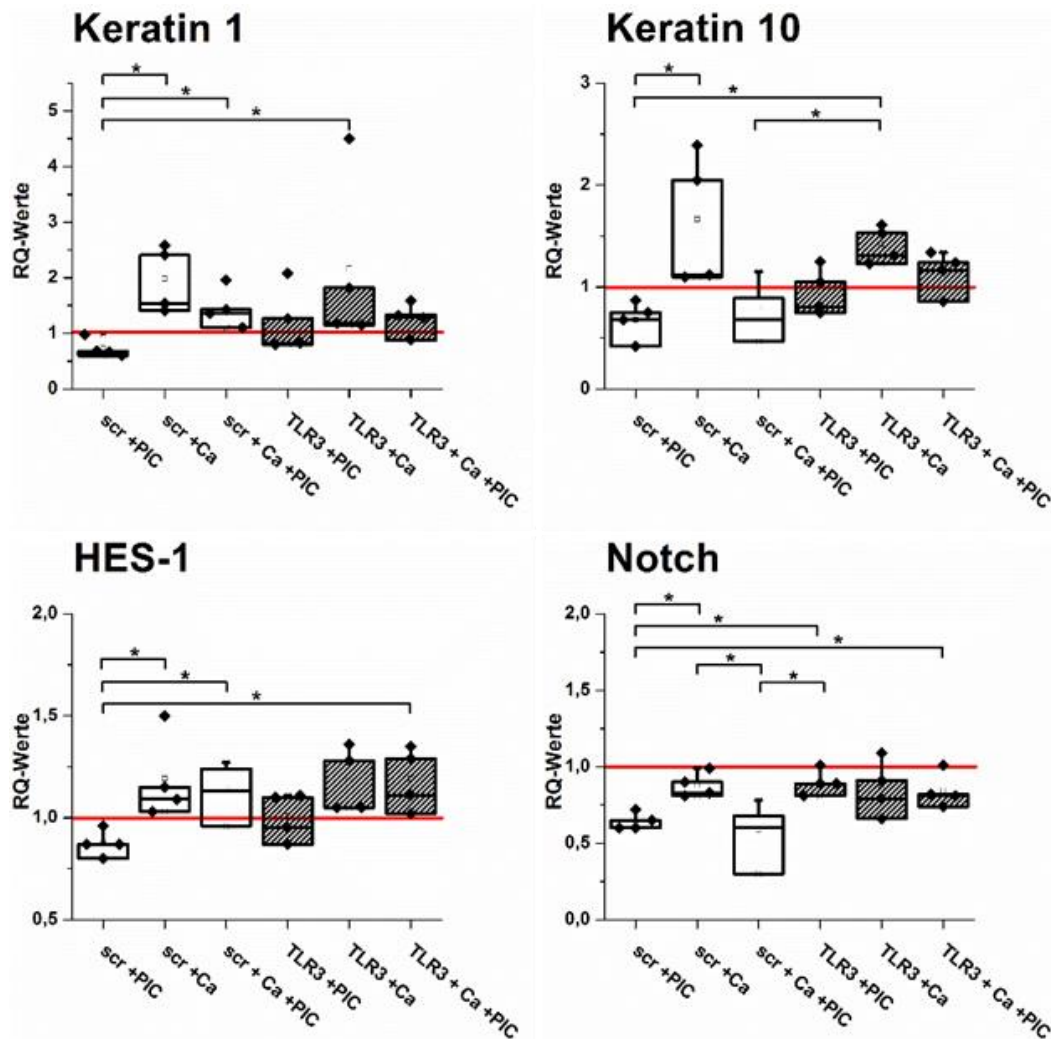 Keratin 1
*
*
*
RQ-Werte
5
4
3
2
1
0
scr +PIC
scr +Ca
scr + Ca +PIC
TLR3 +PIC
TLR3 +Ca
TLR3 + Ca +PIC
Keratin 10
*
*
*
RQ-Werte
3
2
1
0
scr +PIC
scr +Ca
scr + Ca +PIC
TLR3 +PIC
TLR3 +Ca
TLR3 + Ca +PIC
HES-1
*
*
*
RQ-Werte
2,0
1,5
1,0
0,5
scr +PIC
scr +Ca
scr + Ca +PIC
TLR3 +PIC
TLR3 +Ca
TLR3 + Ca +PIC
Notch
*
*
*
*
*
RQ-Werte
2,0
1,5
1,0
0,5
0,0
scr +PIC
scr +Ca
scr + Ca +PIC
TLR3 +PIC
TLR3 +Ca
TLR3 + Ca +PIC